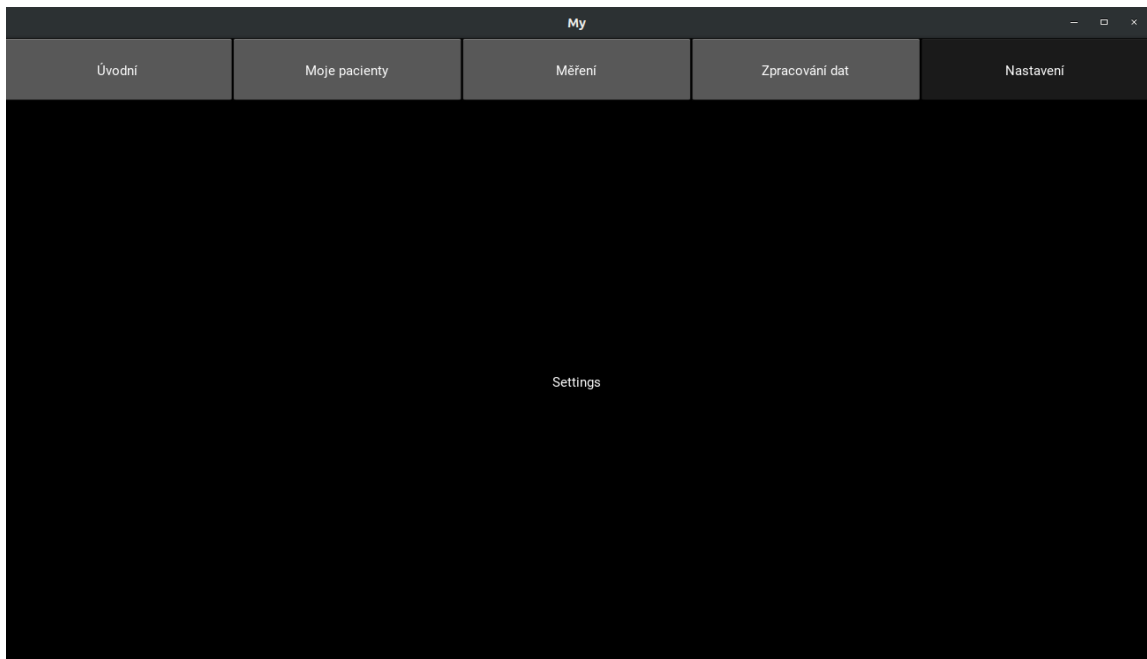 My
Úvodní
Moje pacienty
Měření
Zpracování dat
Nastavení
Settings